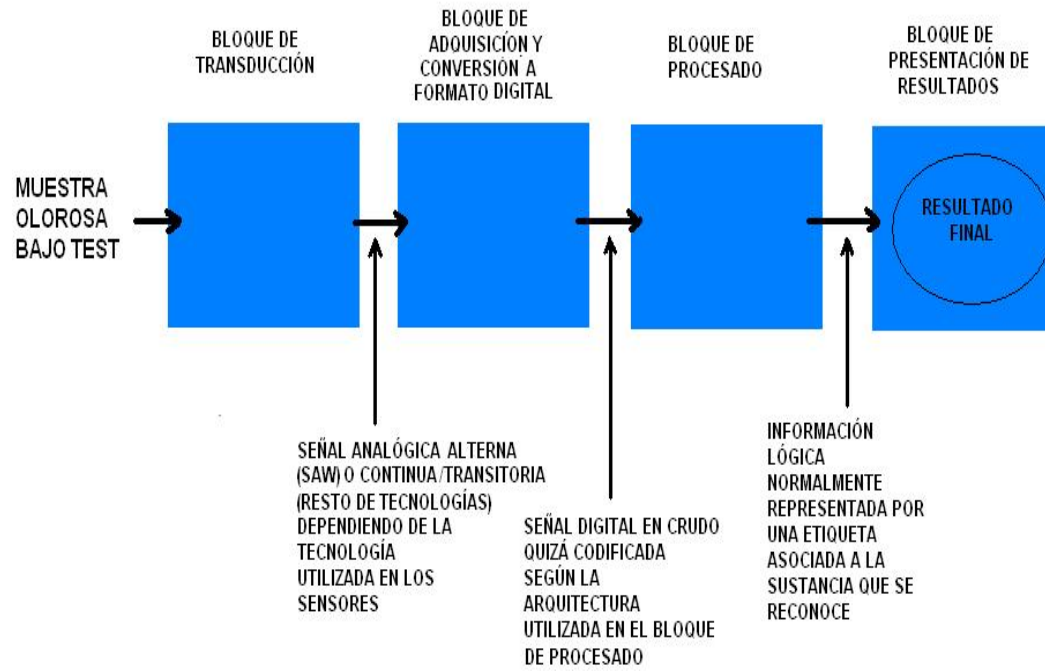 BLOQUE DE
TRANSDUCCIÓN
BLOQUE DE
ADQUISICÍON Y
CONVERSIÓN A
FORMATO DIGITAL
BLOQUE DE
PROCESADO
BLOQUE DE
PRESENTACIÓN DE
RESULTADOS
MUESTRA
OLOROSA
BAJO TEST
RESULTADO
FINAL
SEÑAL ANALÓGICA ALTERNA
(SAW) O CONTINUA/TRANSITORIA
(RESTO DE TECNOLOGÍAS)
DEPENDIENDO DE LA
TECNOLOGÍA
UTILIZADA EN LOS
SENSORES
SEÑAL DIGITAL EN CRUDO
QUIZÁ CODIFICADA
SEGÚN LA
ARQUITECTURA
UTILIZADA EN EL BLOQUE
DE PROCESADO
INFORMACIÓN
LÓGICA
NORMALMENTE
REPRESENTADA POR
UNA ETIQUETA
ASOCIADA A LA
SUSTANCIA QUE SE
RECONOCE